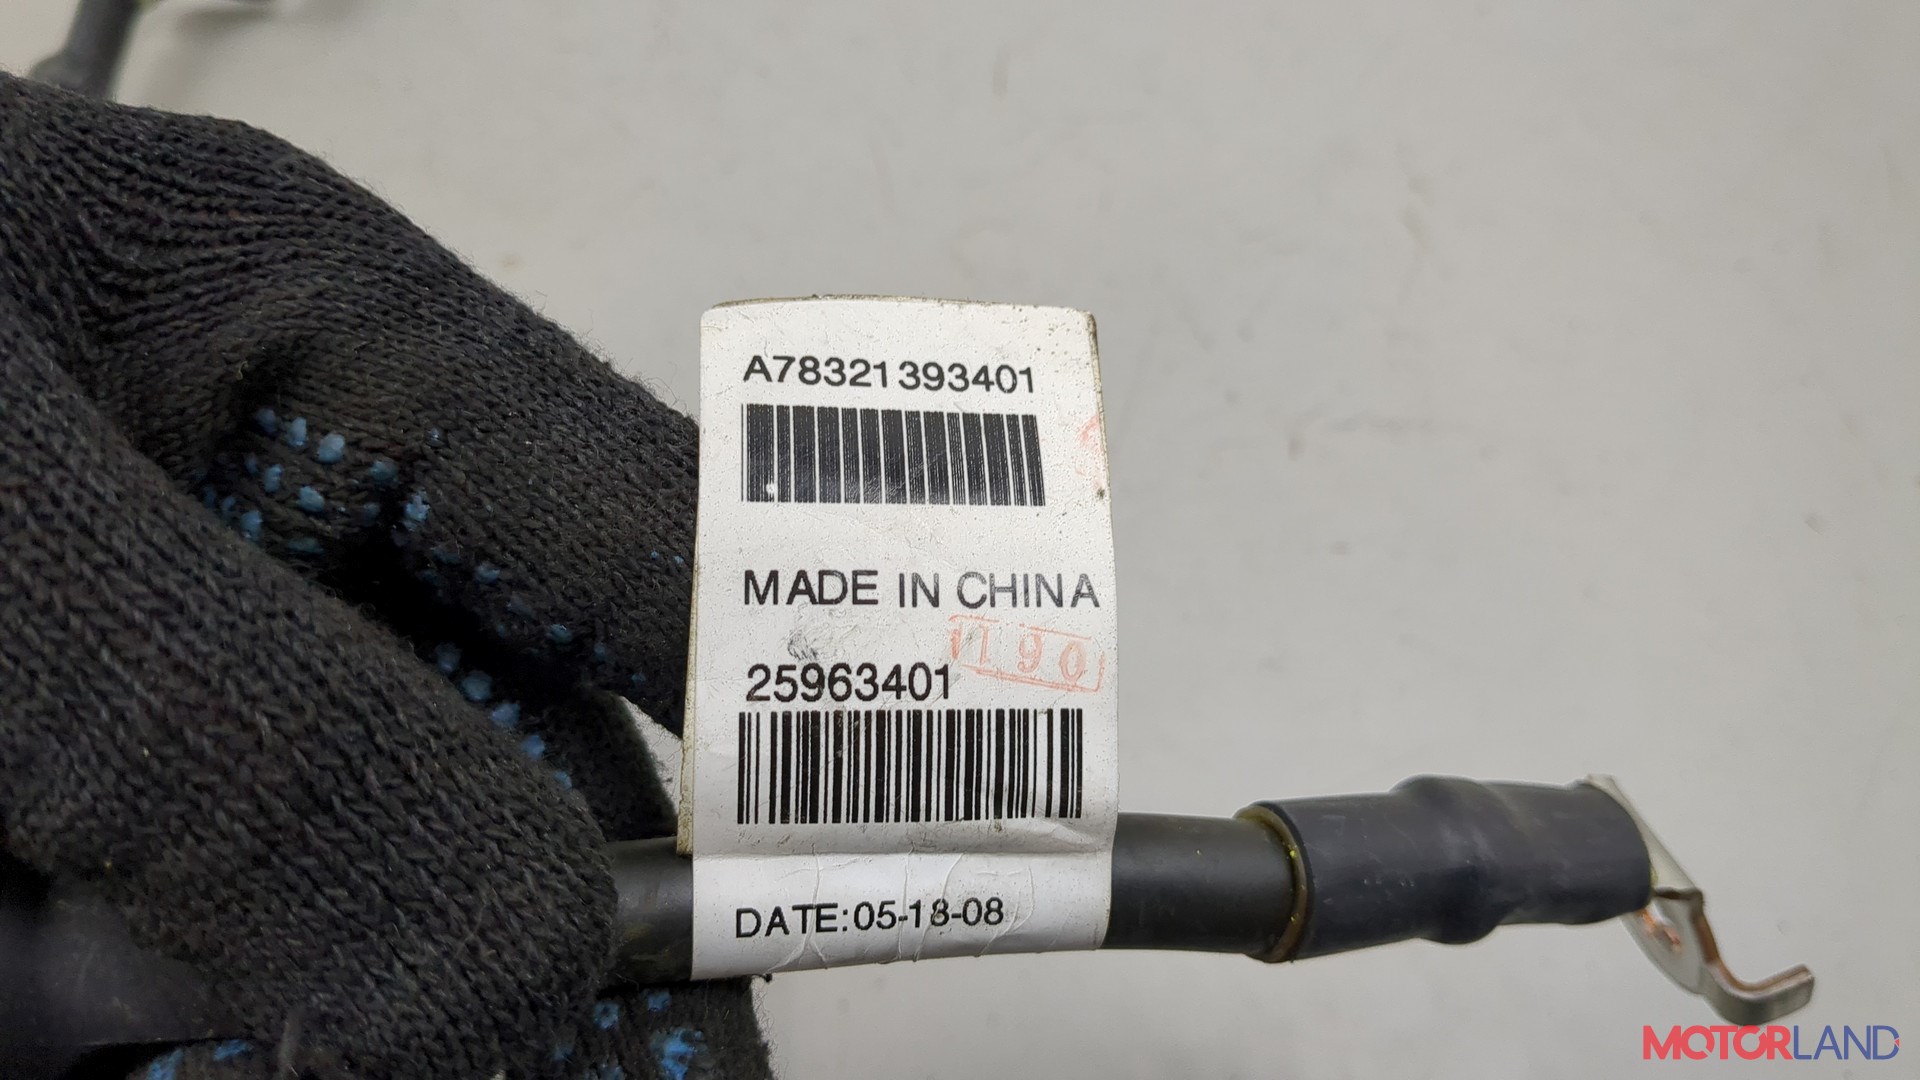 A78321393401
MADE IN CHINA
1190
25963401
DATE:05-18-08
MOTORLAND